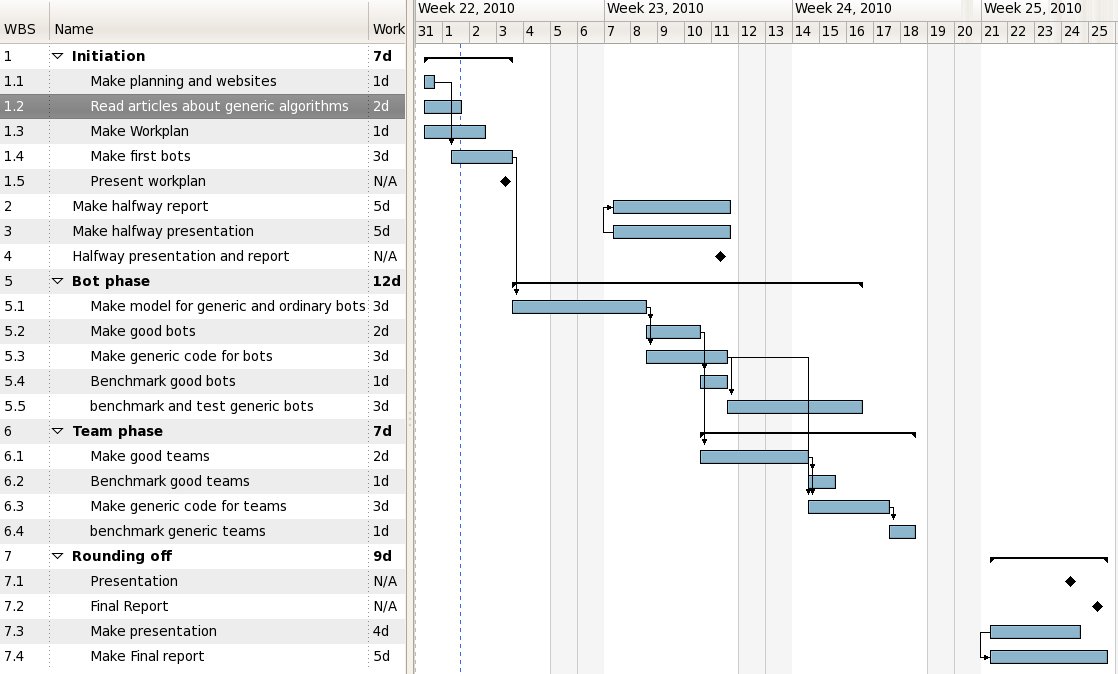 Week 22, 2010 Week 23, 2010 Week 24, 2010 Week 25, 2010
WBS Name Work 31 1 2 3 4 5 6 7 8 9 10 11 12 13 14 15 16 17 18 19 20 21 22 23 24 25
1 Initiation 7d
1.1 Make planning and websites 1d
1.2 Read articles about generic algorithms 2d
1.3 Make Workplan 1d
1.4 Make first bots 3d
1.5 Present workplan N/A
2 Make halfway report 5d
3 Make halfway presentation 5d
4 Halfway presentation and report N/A
5 Bot phase 12d
5.1 Make model for generic and ordinary bots 3d
5.2 Make good bots 2d
5.3 Make generic code for bots 3d
5.4 Benchmark good bots 1d
5.5 benchmark and test generic bots 3d
6 Team phase 7d
6.1 Make good teams 2d
6.2 Benchmark good teams 1d
6.3 Make generic code for teams 3d
6.4 benchmark generic teams 1d
7 Rounding off 9d
7.1 Presentation N/A
7.2 Final Report N/A
7.3 Make presentation 4d
7.4 Make Final report 5d